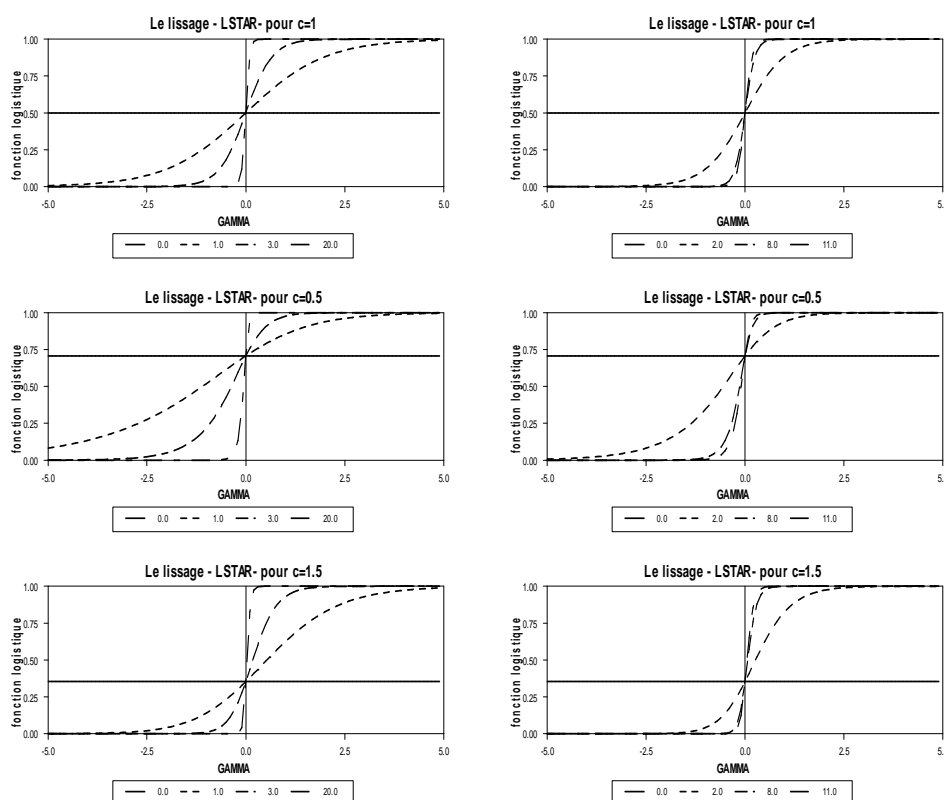 Le lissage - LSTAR- pour c=1
fonction logistique
1.00
0.75
0.50
0.25
0.00
-5.0 -2.5 0.0 2.5 5.0
GAMMA
0.0 1.0 3.0 20.0
Le lissage - LSTAR- pour c=1
fonction logistique
1.00
0.75
0.50
0.25
0.00
-5.0 -2.5 0.0 2.5 5.
GAMMA
0.0 2.0 8.0 11.0
Le lissage - LSTAR- pour c=0.5
fonction logistique
1.00
0.75
0.50
0.25
0.00
-5.0 -2.5 0.0 2.5 5.0
GAMMA
0.0 1.0 3.0 20.0
Le lissage - LSTAR- pour c=0.5
fonction logistique
1.00
0.75
0.50
0.25
0.00
-5.0 -2.5 0.0 2.5 5.
GAMMA
0.0 2.0 8.0 11.0
Le lissage - LSTAR- pour c=1.5
fonction logistique
1.00
0.75
0.50
0.25
0.00
-5.0 -2.5 0.0 2.5 5.0
GAMMA
0.0 1.0 3.0 20.0
Le lissage - LSTAR- pour c=1.5
fonction logistique
1.00
0.75
0.50
0.25
0.00
-5.0 -2.5 0.0 2.5 5.
GAMMA
0.0 2.0 8.0 11.0